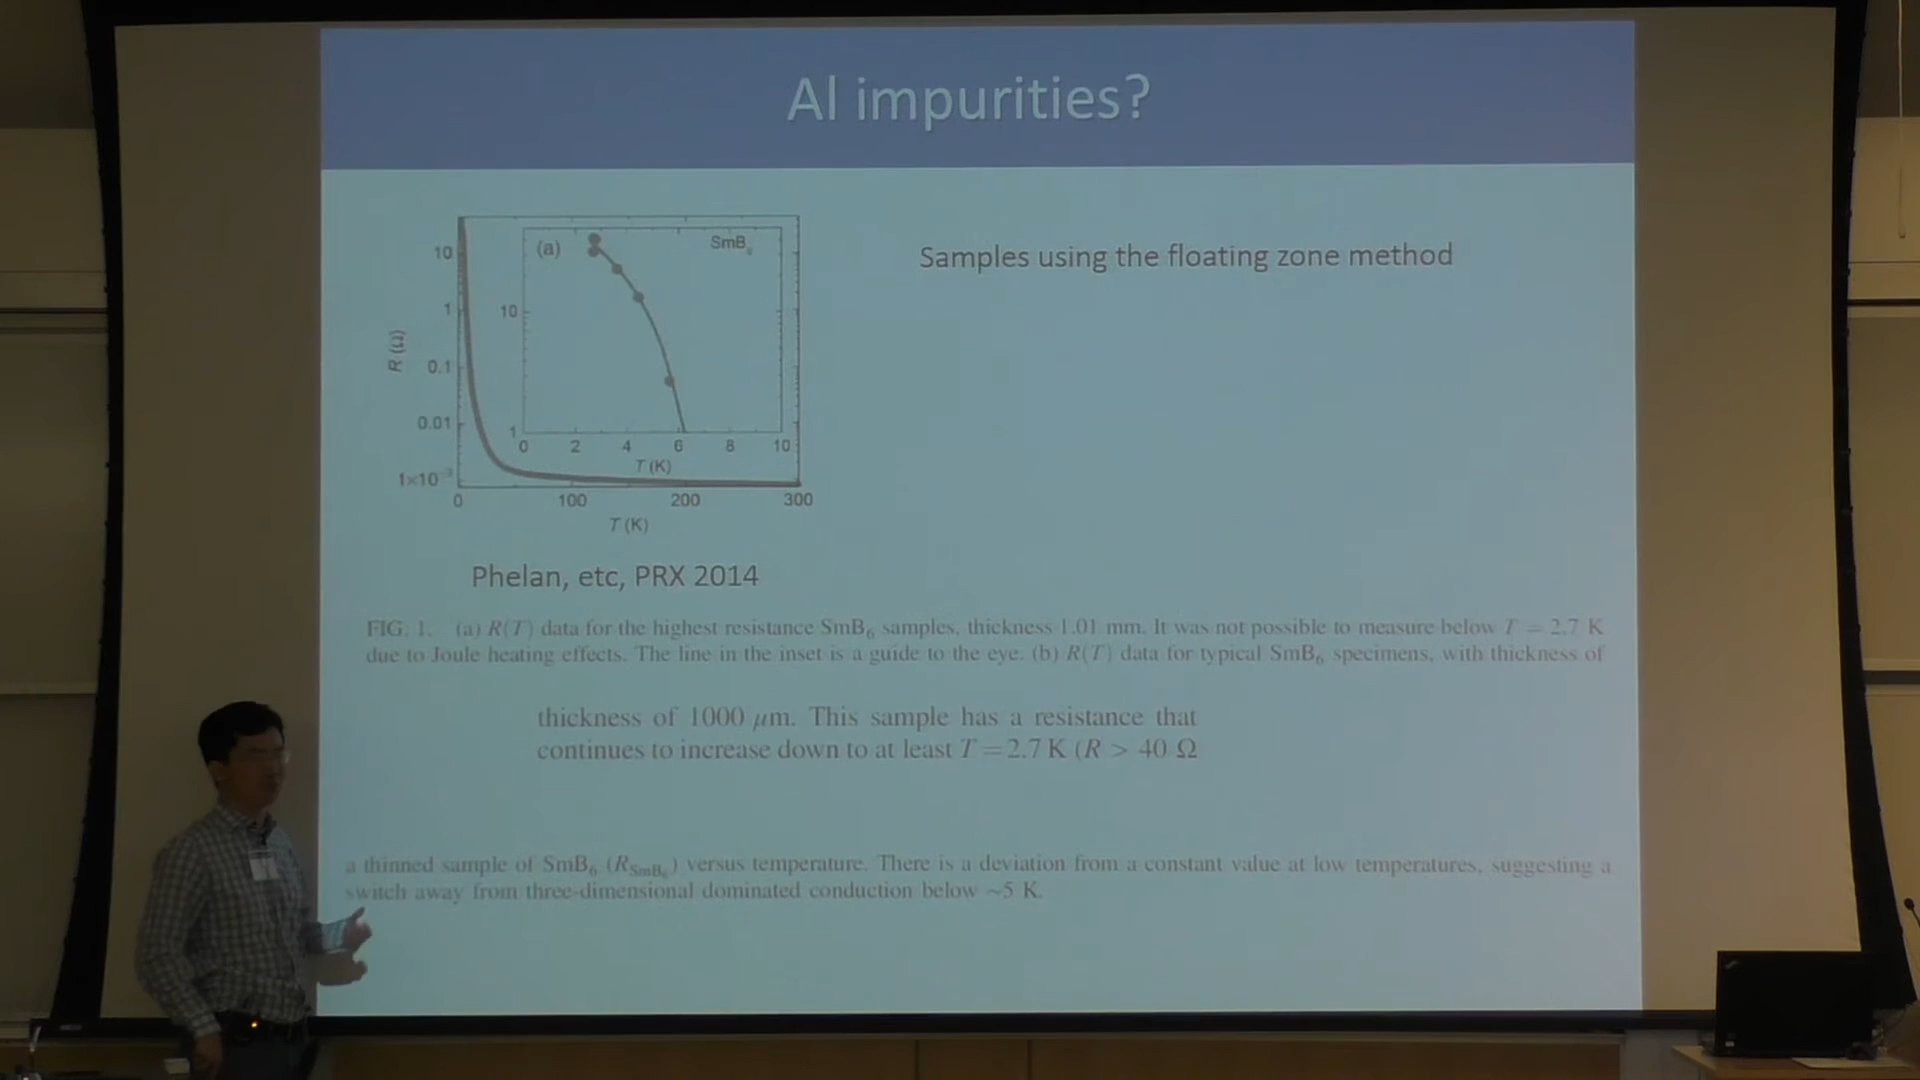 Al impurities?
Samples using the floating zone method
(a)
SmB6
10
1
0.1
0.01
1×10⁻³
R (Ω)
10
1
0 2 4 6 8 10
T (K)
0 100 200 300
T (K)
Phelan, etc, PRX 2014
FIG. 1. (a) R(T) data for the highest resistance SmB6 samples, thickness 1.01 mm. It was not possible to measure below T = 2.7 K
due to Joule heating effects. The line in the inset is a guide to the eye. (b) R(T) data for typical SmB6 specimens, with thickness of
thickness of 1000 μm. This sample has a resistance that
continues to increase down to at least T = 2.7 K (R > 40 Ω
a thinned sample of SmB6 (RSmB6) versus temperature. There is a deviation from a constant value at low temperatures, suggesting a
switch away from three-dimensional dominated conduction below ~5 K.